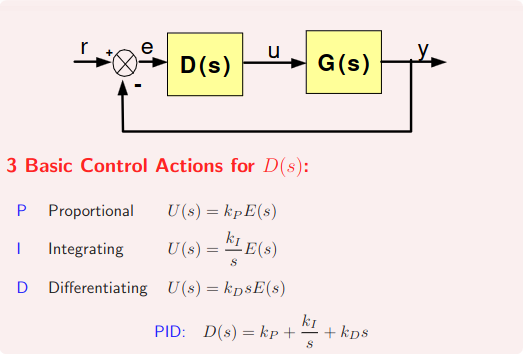 r + e D(s) u G(s) y
-
3 Basic Control Actions for D(s):
P Proportional U(s) = k_P E(s)
I Integrating U(s) = \frac{k_I}{s} E(s)
D Differentiating U(s) = k_D s E(s)
PID: D(s) = k_P + \frac{k_I}{s} + k_D s